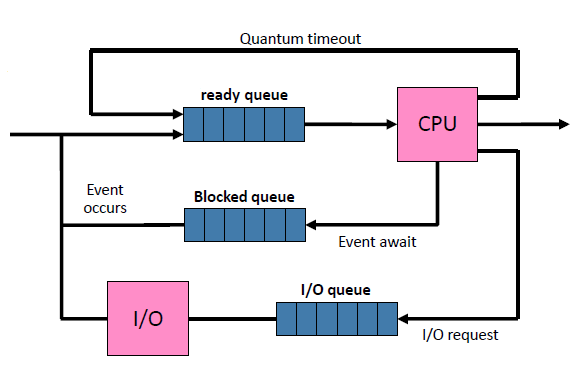 Quantum timeout
ready queue
CPU
Event
occurs
Blocked queue
Event await
I/O queue
I/O
I/O request